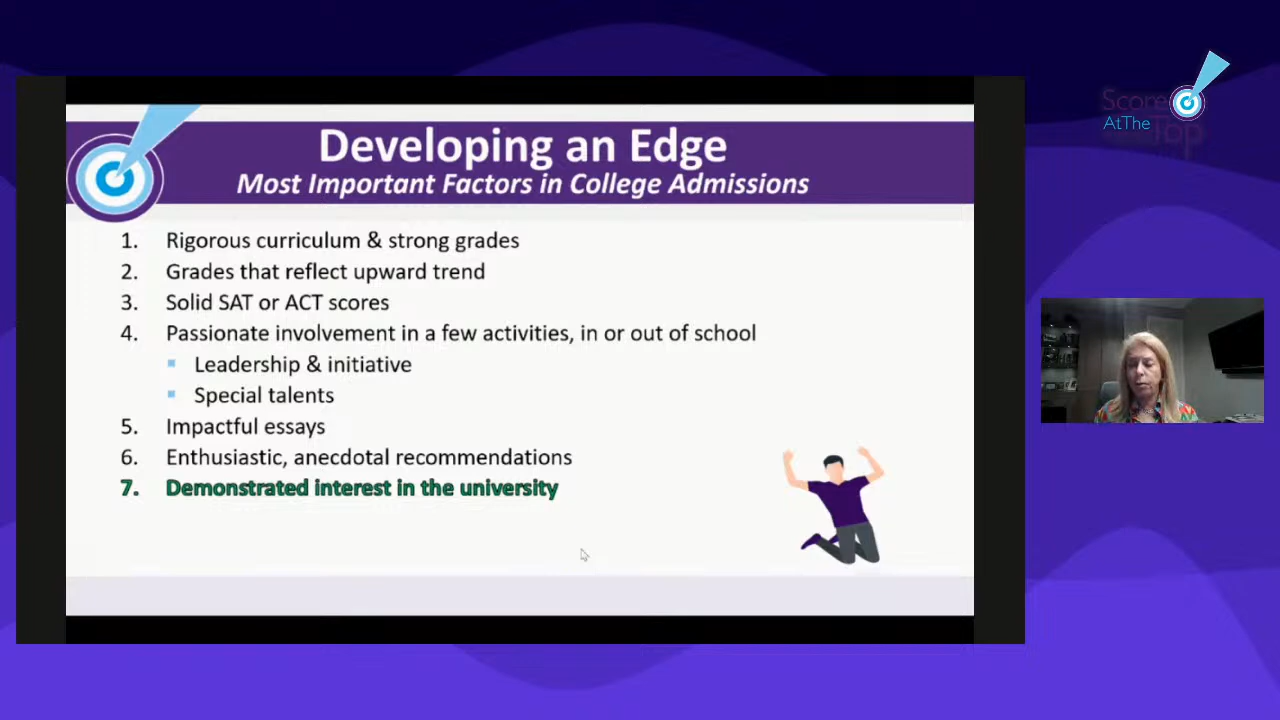 Developing an Edge
Most Important Factors in College Admissions
1. Rigorous curriculum & strong grades
2. Grades that reflect upward trend
3. Solid SAT or ACT scores
4. Passionate involvement in a few activities, in or out of school
Leadership & initiative
Special talents
5. Impactful essays
6. Enthusiastic, anecdotal recommendations
7. Demonstrated interest in the university
Score
AtThe
Top